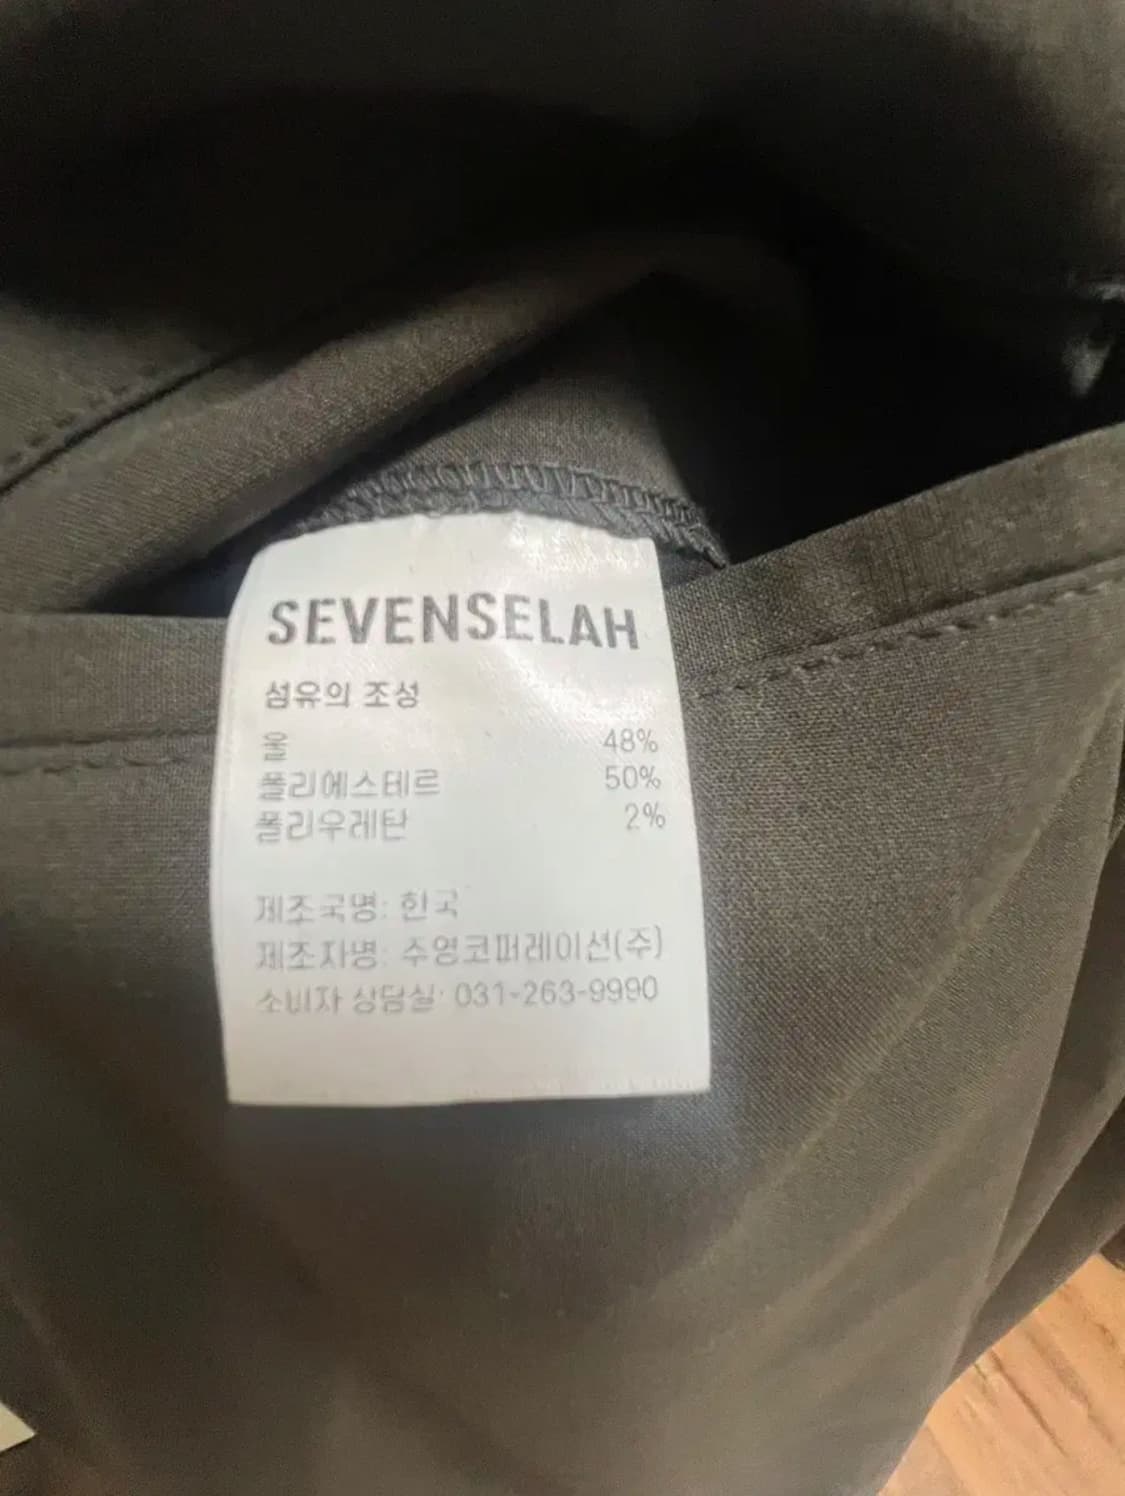 SEVENSELAH
섬유의 조성
울 48%
폴리에스테르 50%
폴리우레탄 2%
제조국명: 한국
제조자명: 주영코퍼레이션(주)
소비자 상담실: 031-263-9990